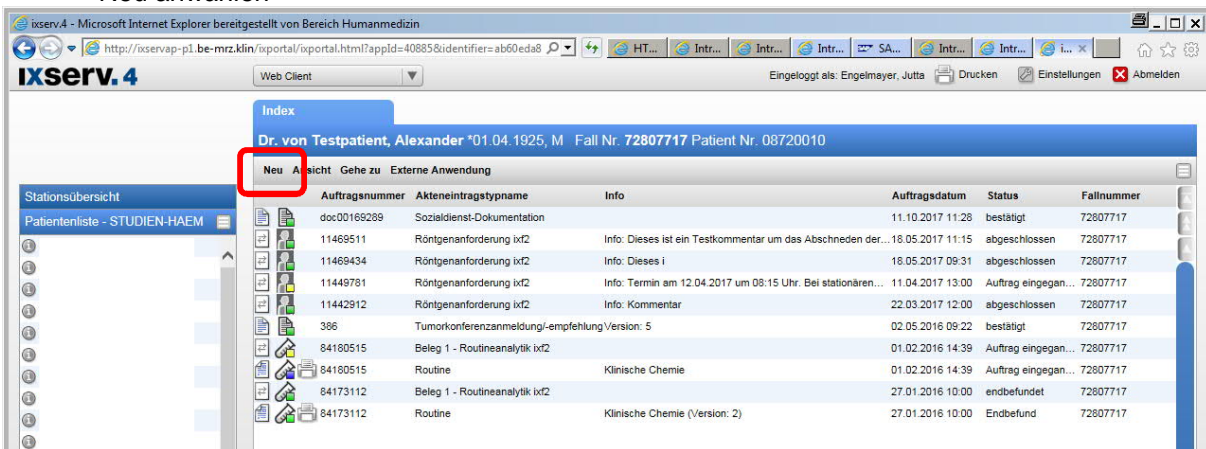 Neu anwählen
ixserv.4 - Microsoft Internet Explorer bereitgestellt von Bereich Humanmedizin
http://ixservap-p1.be-mrz.klin/ixportal/ixportal.html?appId=40885&identifier=ab60eda8 HT... Intr... Intr... Intr... SA... Intr... Intr... i...
ixserv.4 Web Client Eingeloggt als: Engelmayer, Jutta Drucken Einstellungen Abmelden
Index
Dr. von Testpatient, Alexander *01.04.1925, M Fall Nr. 72807717 Patient Nr. 08720010
Neu Ansicht Gehe zu Externe Anwendung
Stationsübersicht
Patientenliste - STUDIEN-HAEM
Auftragsnummer Akteneintragstypname Info Auftragsdatum Status Fallnummer
doc00169289 Sozialdienst-Dokumentation 11.10.2017 11:28 bestätigt 72807717
11469511 Röntgenanforderung ixf2 Info: Dieses ist ein Testkommentar um das Abschneden der... 18.05.2017 11:15 abgeschlossen 72807717
11469434 Röntgenanforderung ixf2 Info: Dieses i 18.05.2017 09:31 abgeschlossen 72807717
11449781 Röntgenanforderung ixf2 Info: Termin am 12.04.2017 um 08:15 Uhr. Bei stationären... 11.04.2017 13:00 Auftrag eingegan... 72807717
11442912 Röntgenanforderung ixf2 Info: Kommentar 22.03.2017 12:00 abgeschlossen 72807717
386 Tumorkonferenzanmeldung/-empfehlung Version: 5 02.05.2016 09:22 bestätigt 72807717
84180515 Beleg 1 - Routineanalytik ixf2 01.02.2016 14:39 Auftrag eingegan... 72807717
84180515 Routine Klinische Chemie 01.02.2016 14:39 Auftrag eingegan... 72807717
84173112 Beleg 1 - Routineanalytik ixf2 27.01.2016 10:00 endbefundet 72807717
84173112 Routine Klinische Chemie (Version: 2) 27.01.2016 10:00 Endbefund 72807717